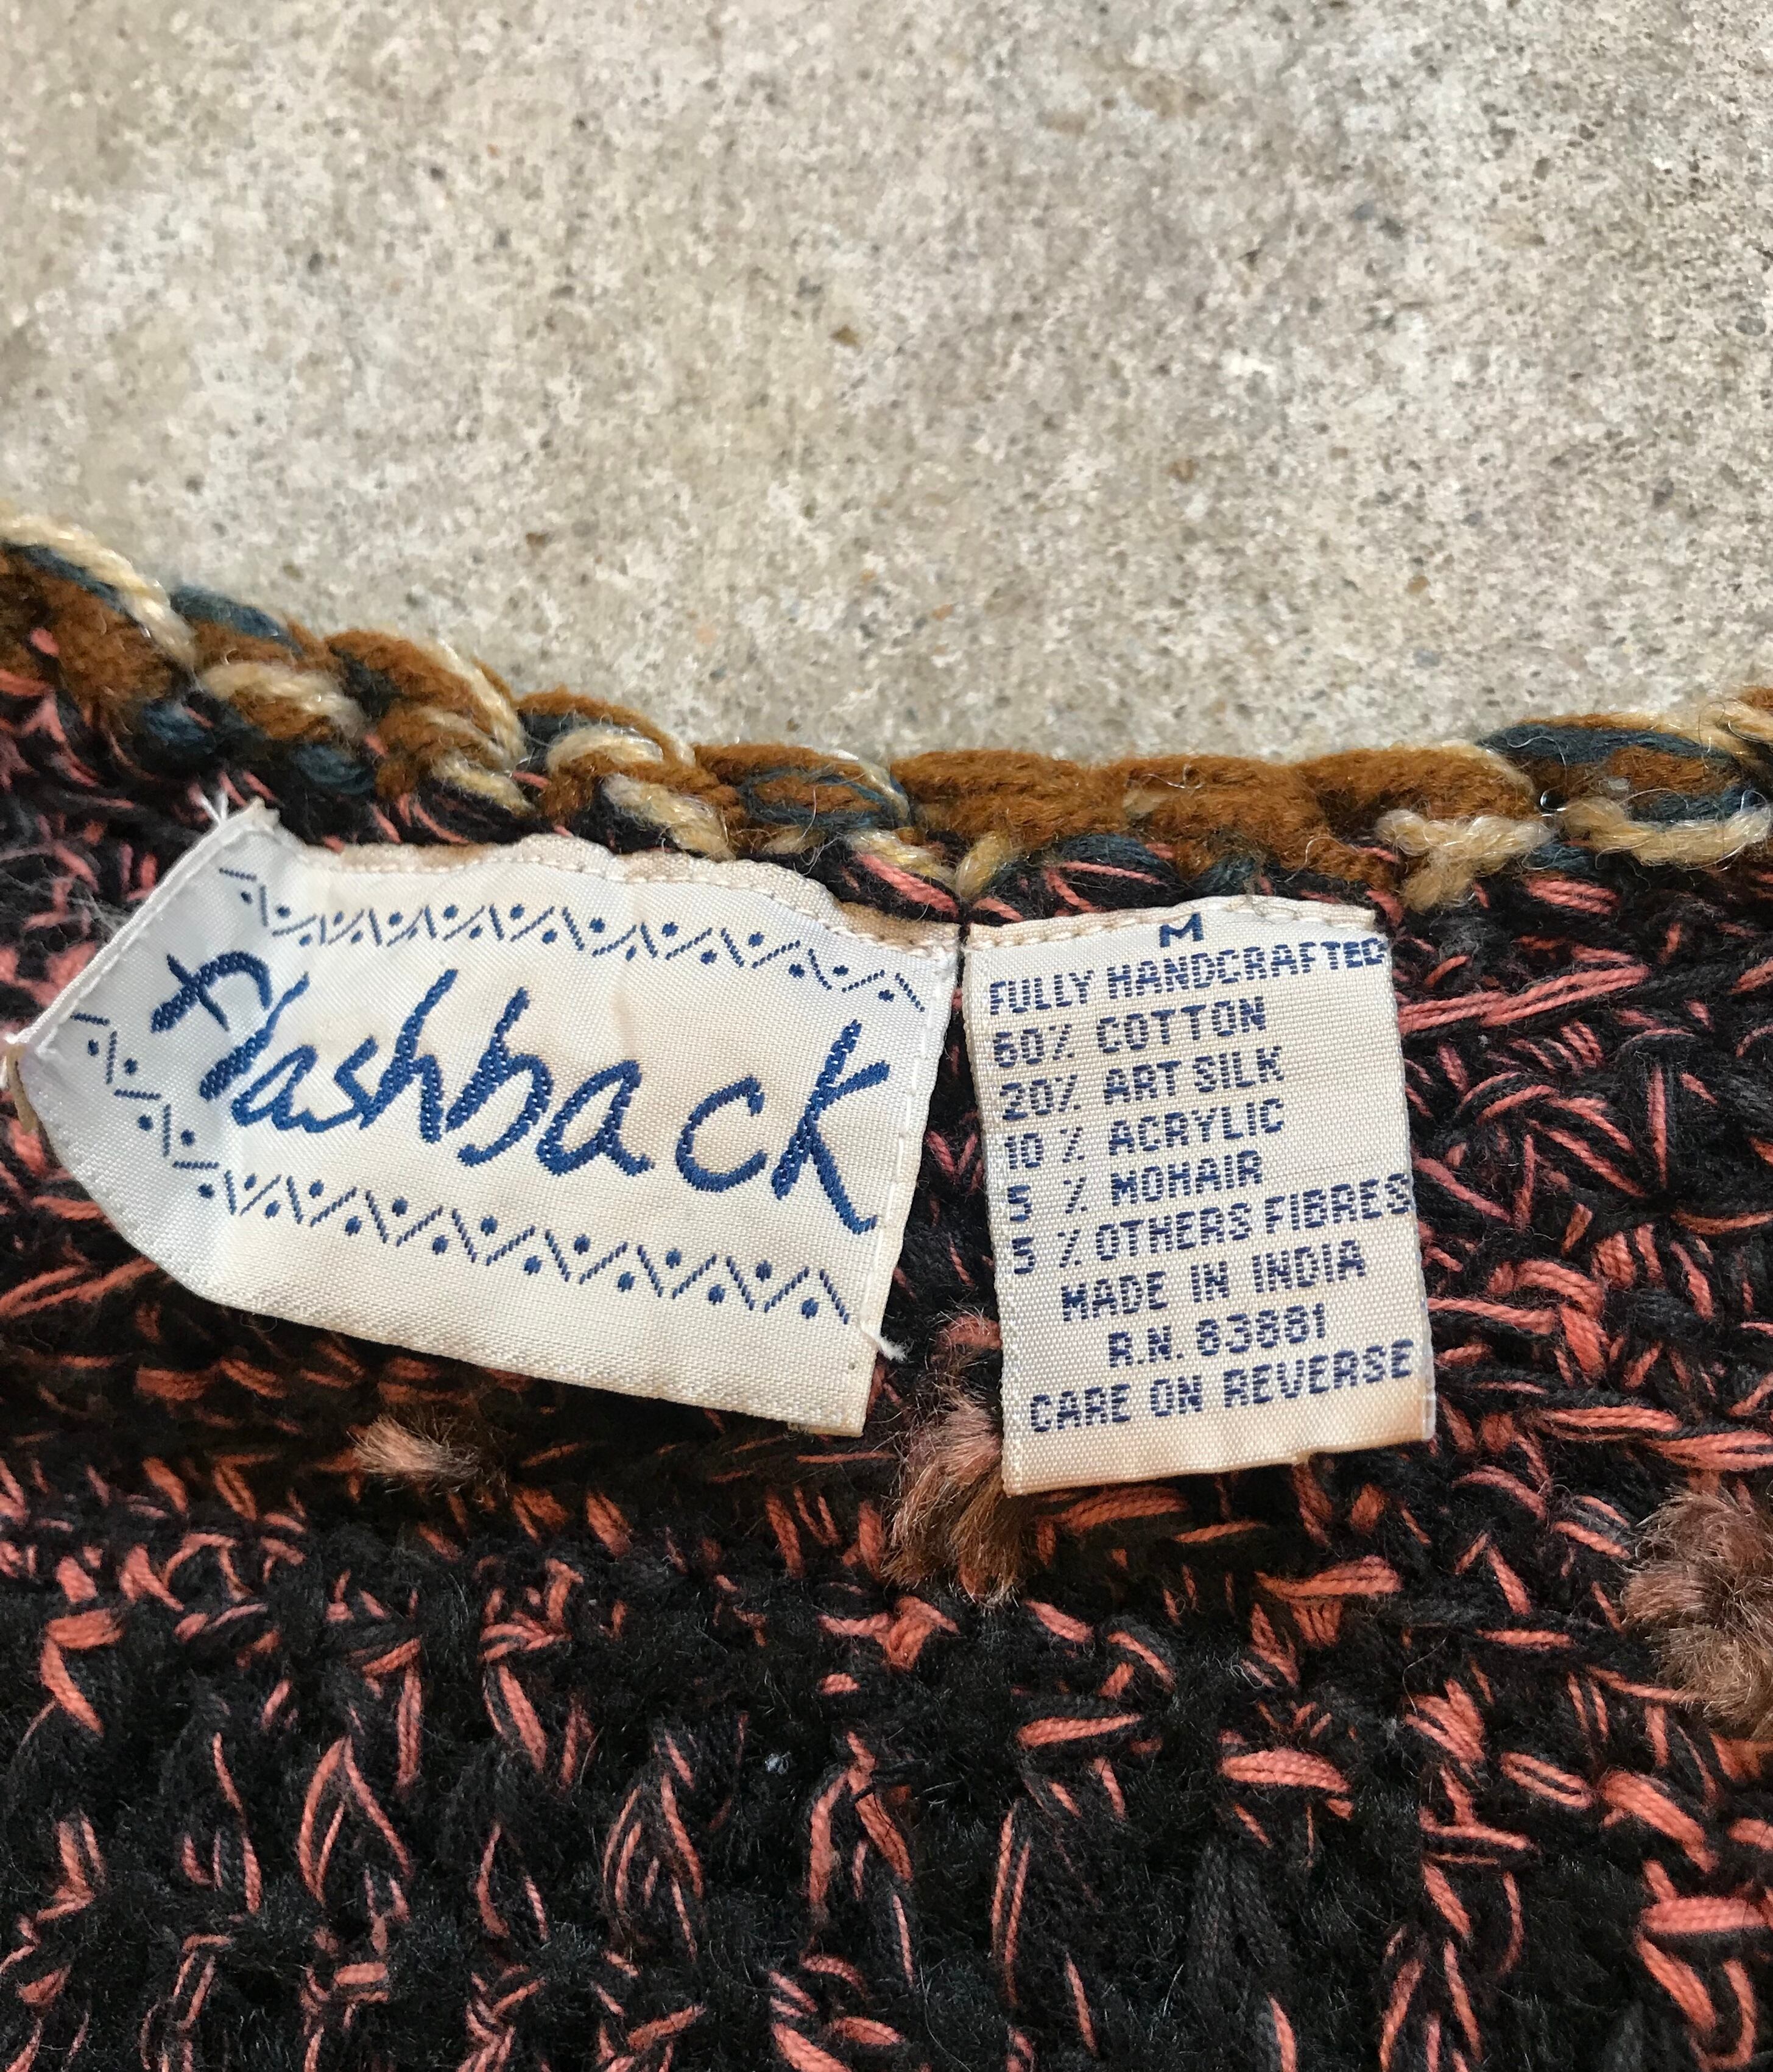 flashback
M
FULLY HANDCRAFTED
60% COTTON
20% ART SILK
10% ACRYLIC
5 % MOHAIR
5 % OTHERS FIBRES
MADE IN INDIA
R.N. 83881
CARE ON REVERSE